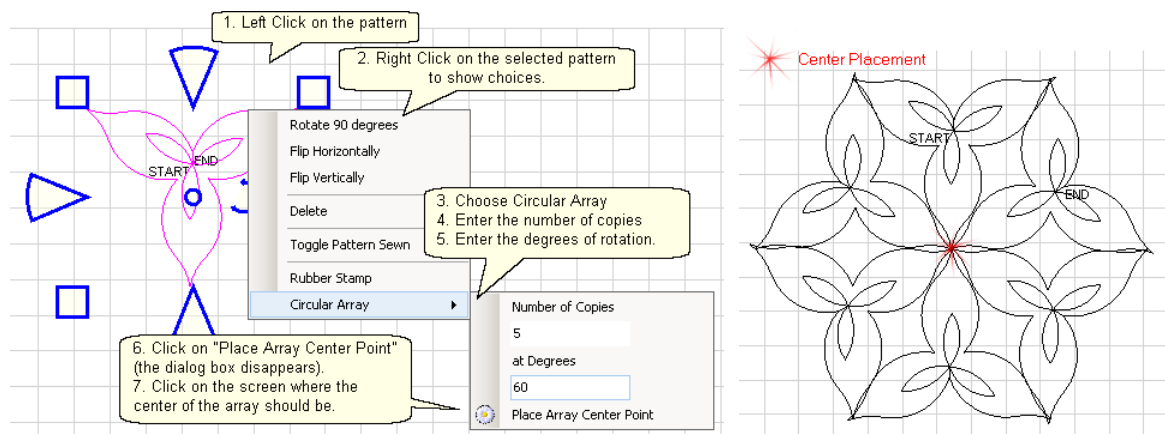 1. Left Click on the pattern
2. Right Click on the selected pattern
to show choices.
Center Placement
Rotate 90 degrees
Flip Horizontally
Flip Vertically
Delete
Toggle Pattern Sewn
Rubber Stamp
Circular Array
START
END
3. Choose Circular Array
4. Enter the number of copies
5. Enter the degrees of rotation.
Number of Copies
5
at Degrees
60
Place Array Center Point
6. Click on "Place Array Center Point"
(the dialog box disappears).
7. Click on the screen where the
center of the array should be.
START
END